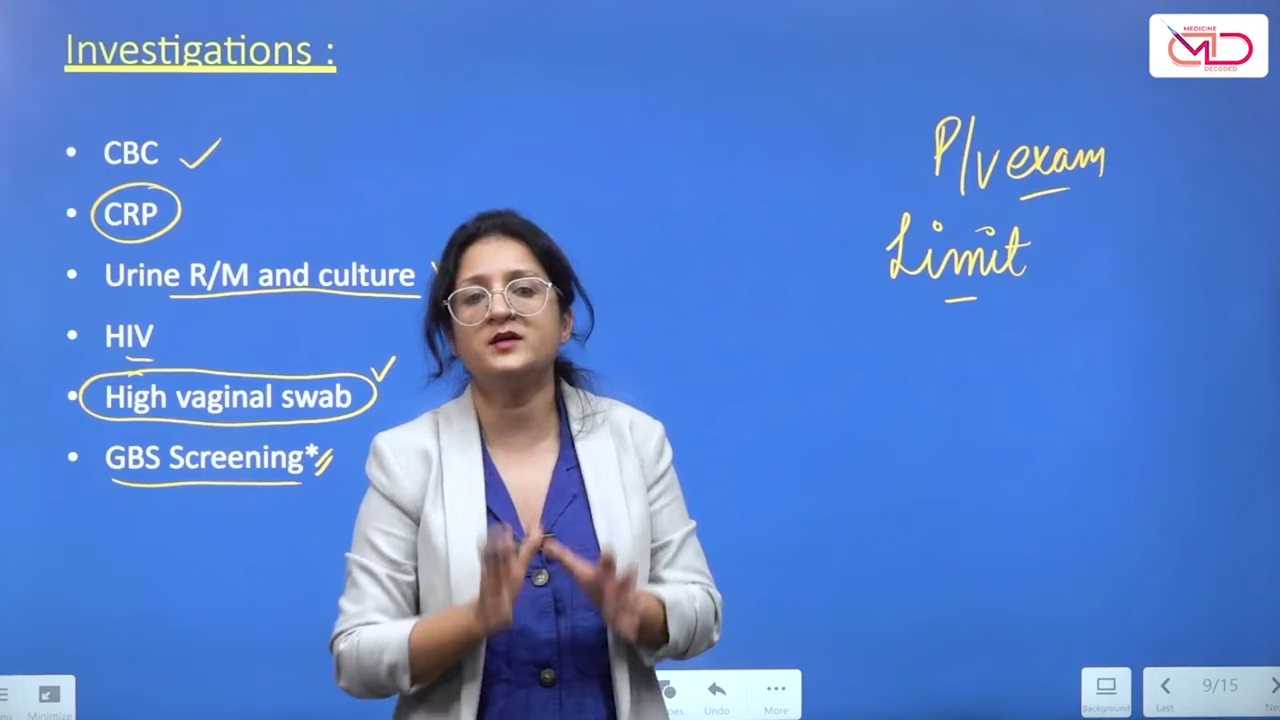 Investigations :
MEDICINE
MD
DECODED
• CBC
• CRP
• Urine R/M and culture
• HIV
• High vaginal swab
• GBS Screening*
P/V exam
Limit
Minimize
Undo
More
Background
9/15
Last